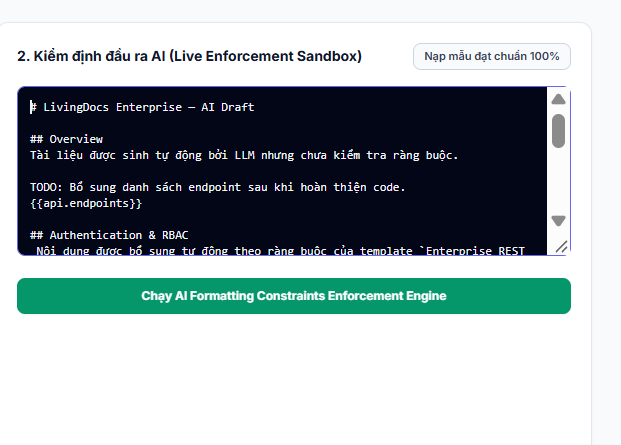 2. Kiểm định đầu ra AI (Live Enforcement Sandbox)
Nạp mẫu đạt chuẩn 100%
# LivingDocs Enterprise — AI Draft
## Overview
Tài liệu được sinh tự động bởi LLM nhưng chưa kiểm tra ràng buộc.
TODO: Bổ sung danh sách endpoint sau khi hoàn thiện code.
{{api.endpoints}}
## Authentication & RBAC
Nội dung được bổ sung tự động theo ràng buộc của template `Enterprise REST
Chạy AI Formatting Constraints Enforcement Engine